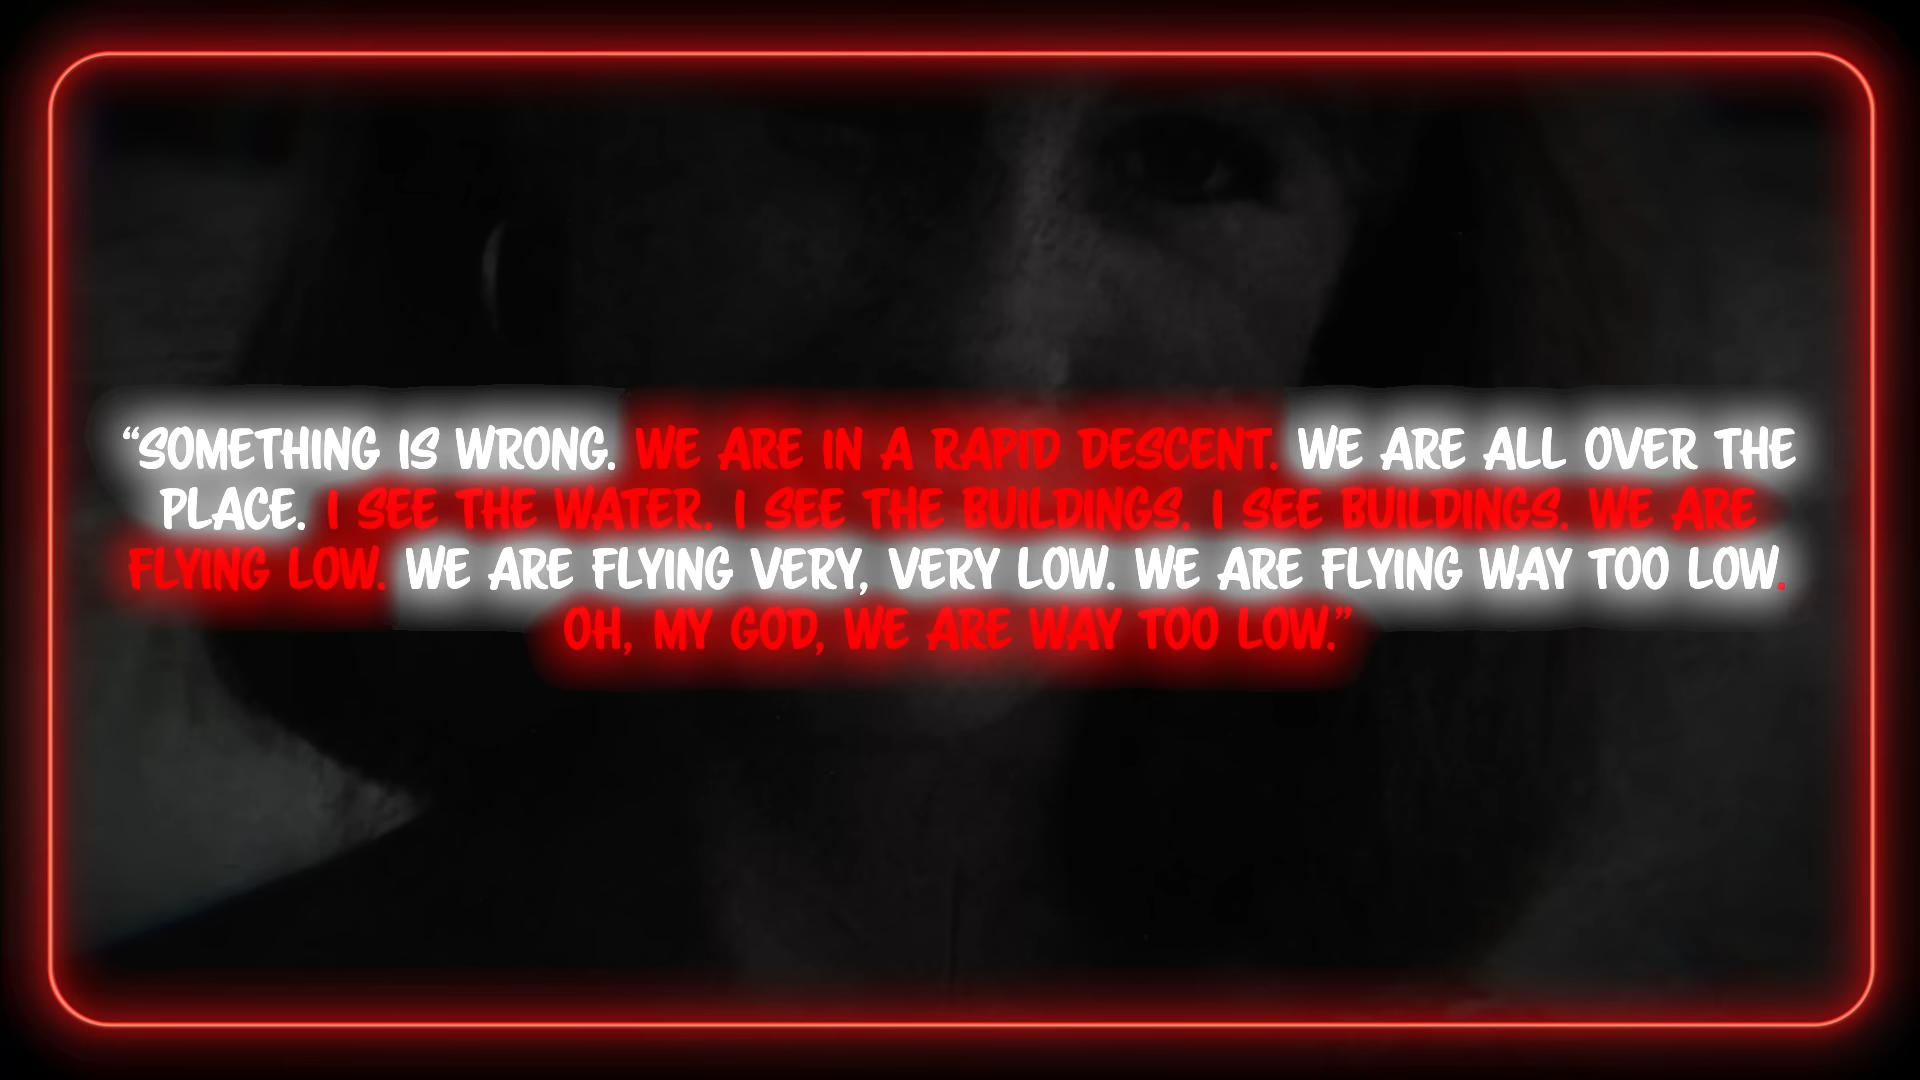 “SOMETHING IS WRONG. WE ARE IN A RAPID DESCENT. WE ARE ALL OVER THE
PLACE. I SEE THE WATER. I SEE THE BUILDINGS. I SEE BUILDINGS. WE ARE
FLYING LOW. WE ARE FLYING VERY, VERY LOW. WE ARE FLYING WAY TOO LOW.
OH, MY GOD, WE ARE WAY TOO LOW.”